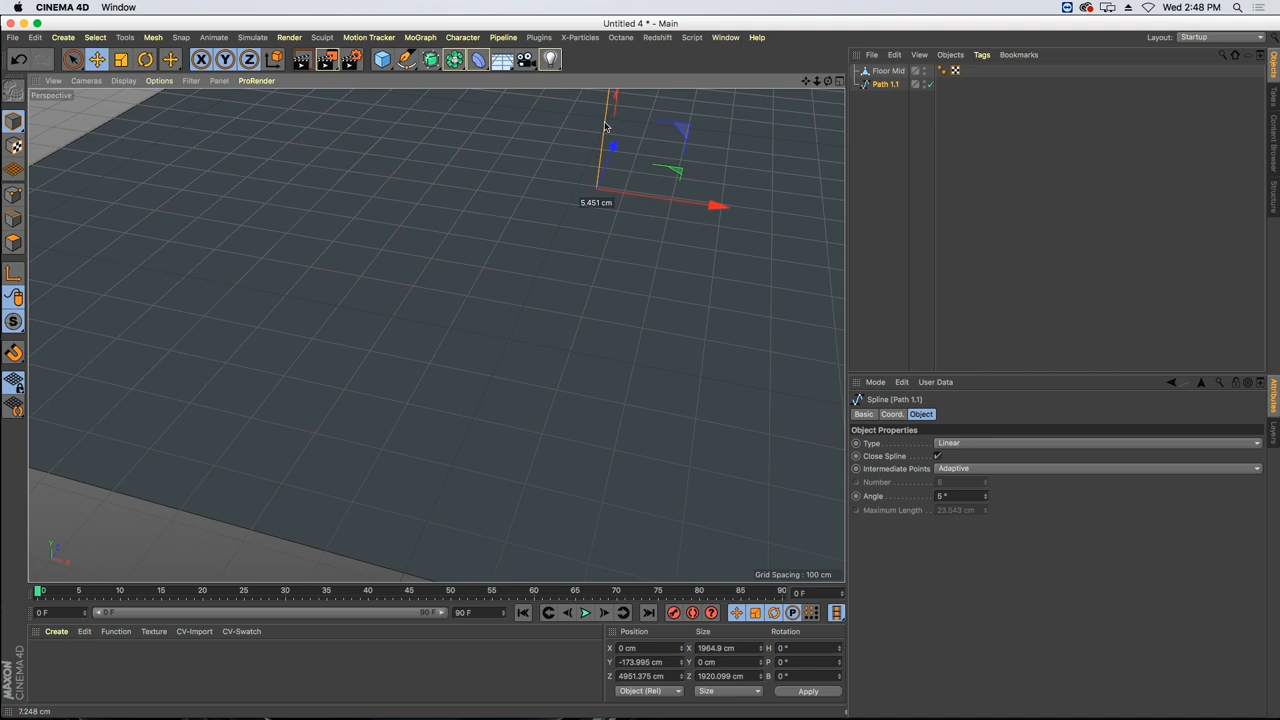 CINEMA 4D Window
Wed 2:48 PM
Untitled 4 * - Main
File Edit Create Select Tools Mesh Snap Animate Simulate Render Sculpt Motion Tracker MoGraph Character Pipeline Plugins X-Particles Octane Redshift Script Window Help
Layout: Startup
X Y Z
File Edit View Objects Tags Bookmarks
View Cameras Display Options Filter Panel ProRender
Perspective
Floor Mid
Path 1.1
Objects
Takes
Content Browser
Structure
5.451 cm
Mode Edit User Data
Spline [Path 1.1]
Basic Coord. Object
Object Properties
Type Linear
Close Spline
Intermediate Points Adaptive
Number 8
Angle 5 °
Maximum Length 23.543 cm
Attributes
Layers
S
Y
Z
X
Grid Spacing : 100 cm
0 5 10 15 20 25 30 35 40 45 50 55 60 65 70 75 80 85 90
0 F
0 F 0 F 90 F 90 F
P
Create Edit Function Texture CV-Import CV-Swatch
Position Size Rotation
X 0 cm X 1964.9 cm H 0 °
Y -173.995 cm Y 0 cm P 0 °
Z 4951.375 cm Z 1920.099 cm B 0 °
Object (Rel) Size Apply
MAXON
CINEMA 4D
7.248 cm